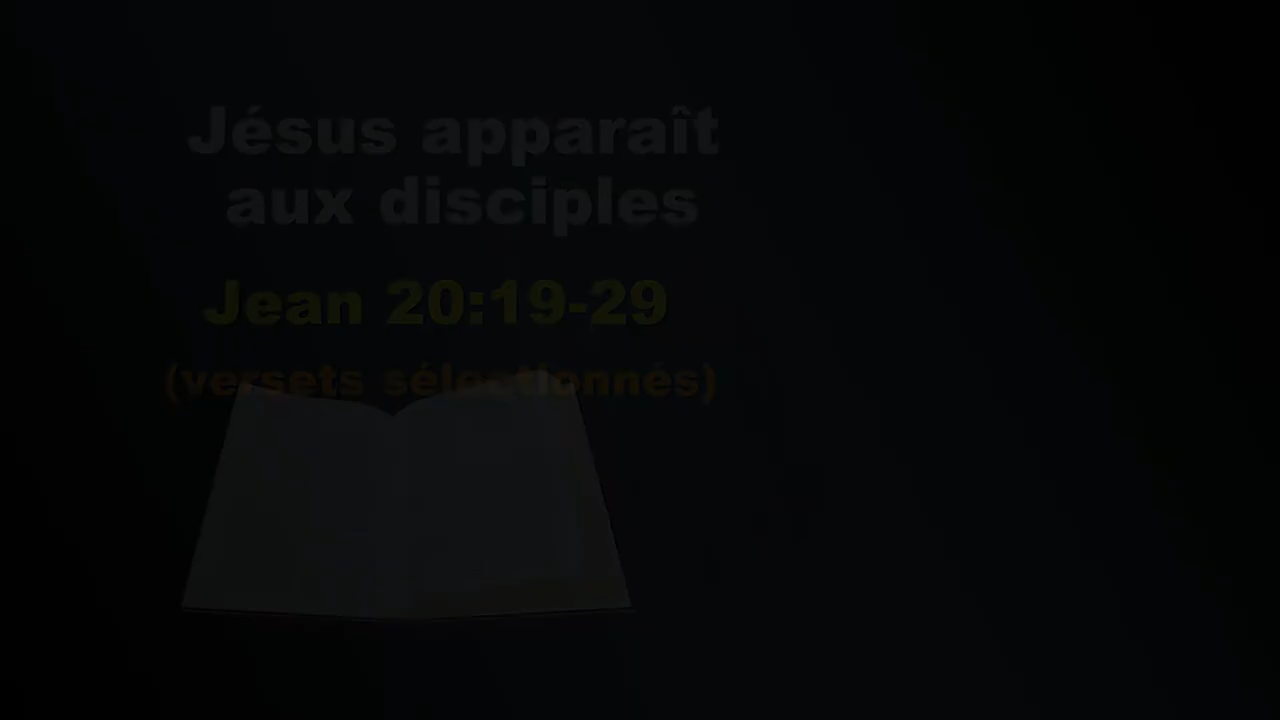 Jésus apparaît
aux disciples
Jean 20:19-29
(versets sélectionnés)